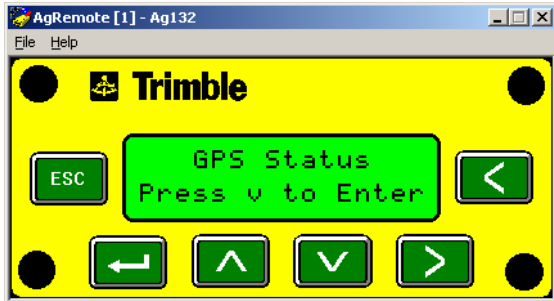 AgRemote [1] - Ag132
File Help
Trimble
GPS Status
ESC
Press v to Enter